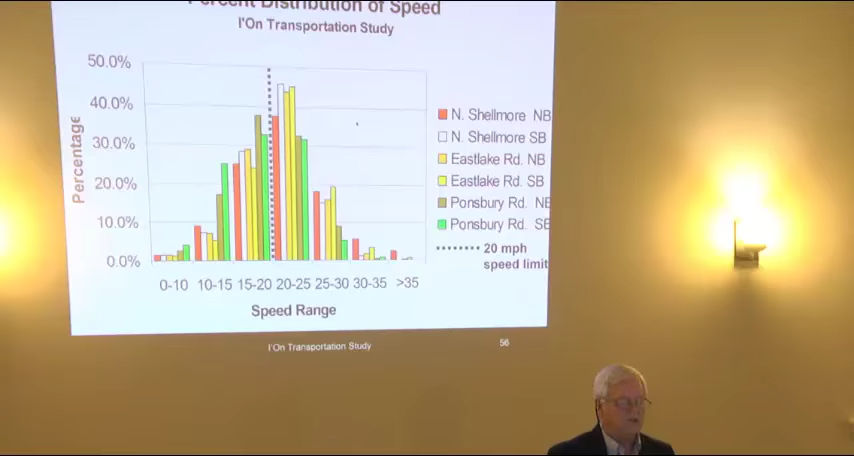 Percent Distribution of Speed
I'On Transportation Study
50.0%
40.0%
30.0%
20.0%
10.0%
0.0%
Percentage
0-10 10-15 15-20 20-25 25-30 30-35 >35
Speed Range
N. Shellmore NB
N. Shellmore SB
Eastlake Rd. NB
Eastlake Rd. SB
Ponsbury Rd. NB
Ponsbury Rd. SB
20 mph
speed limit
I'On Transportation Study
56